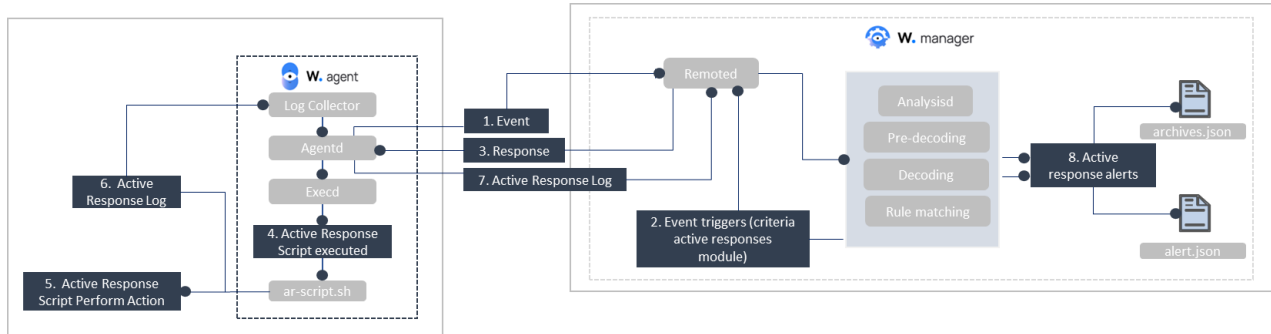 W. agent
Log Collector
Agentd
Execd
4. Active Response
Script executed
ar-script.sh
6. Active
Response Log
5. Active Response
Script Perform Action
1. Event
3. Response
7. Active Response Log
W. manager
Remoted
2. Event triggers (criteria
active responses
module)
Analysisd
Pre-decoding
Decoding
Rule matching
8. Active
response alerts
archives.json
alert.json